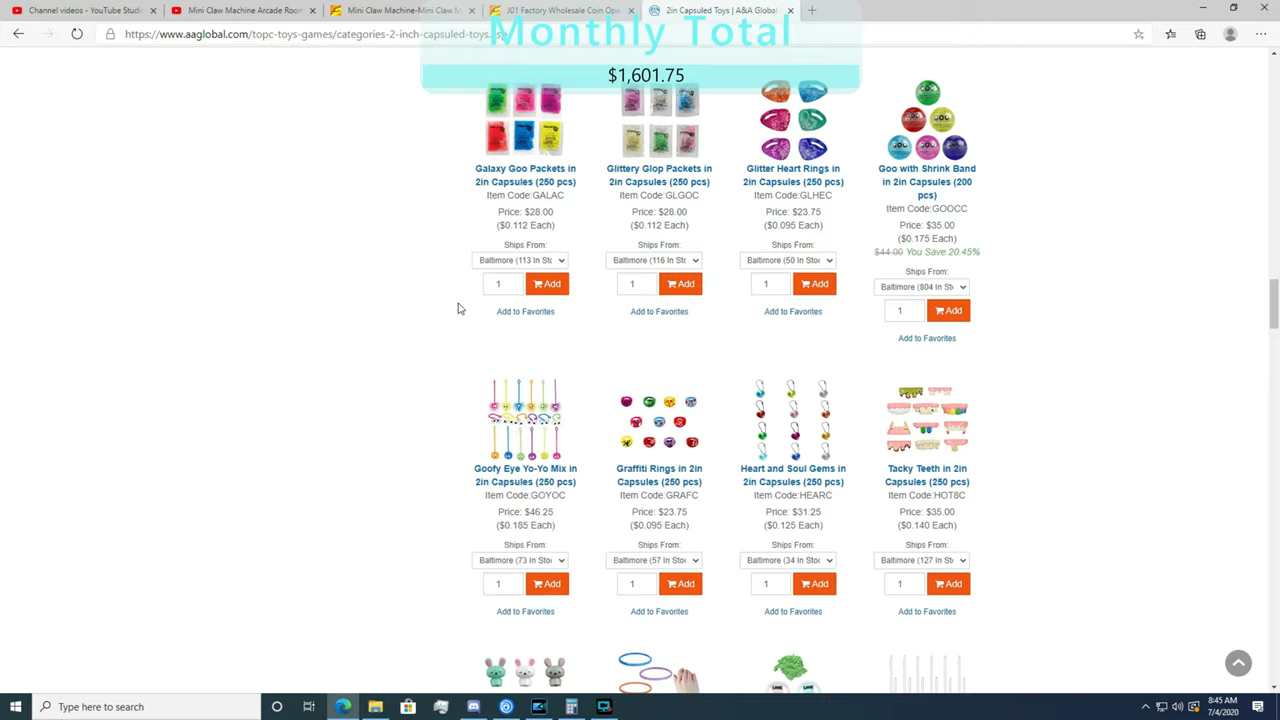 YouTube Studio
Mini Claw Machine Arcade Room
Mini Claw Machine-Mini Claw M
J01 Factory Wholesale Coin Ope
2in Capsuled Toys | A&A Global
https://www.aaglobal.com/topc-toys-games/categories-2-inch-capsuled-toys.
Monthly Total
$1,601.75
Galaxy Goo Packets in
2in Capsules (250 pcs)
Item Code:GALAC
Price: $28.00
($0.112 Each)
Ships From:
Baltimore (113 In Sto
1
Add
Add to Favorites
Glittery Glop Packets in
2in Capsules (250 pcs)
Item Code:GLGOC
Price: $28.00
($0.112 Each)
Ships From:
Baltimore (116 In Sto
1
Add
Add to Favorites
Glitter Heart Rings in
2in Capsules (250 pcs)
Item Code:GLHEC
Price: $23.75
($0.095 Each)
Ships From:
Baltimore (50 In Stoc
1
Add
Add to Favorites
Goo with Shrink Band
in 2in Capsules (200
pcs)
Item Code:GOOCC
Price: $35.00
($0.175 Each)
$44.00 You Save 20.45%
Ships From:
Baltimore (804 In Sto
1
Add
Add to Favorites
Goofy Eye Yo-Yo Mix in
2in Capsules (250 pcs)
Item Code:GOYOC
Price: $46.25
($0.185 Each)
Ships From:
Baltimore (73 In Stoc
1
Add
Add to Favorites
Graffiti Rings in 2in
Capsules (250 pcs)
Item Code:GRAFC
Price: $23.75
($0.095 Each)
Ships From:
Baltimore (57 In Stoc
1
Add
Add to Favorites
Heart and Soul Gems in
2in Capsules (250 pcs)
Item Code:HEARC
Price: $31.25
($0.125 Each)
Ships From:
Baltimore (34 In Stoc
1
Add
Add to Favorites
Tacky Teeth in 2in
Capsules (250 pcs)
Item Code:HOT8C
Price: $35.00
($0.140 Each)
Ships From:
Baltimore (127 In Sto
1
Add
Add to Favorites
Type here to search
8:45 AM
7/4/2020